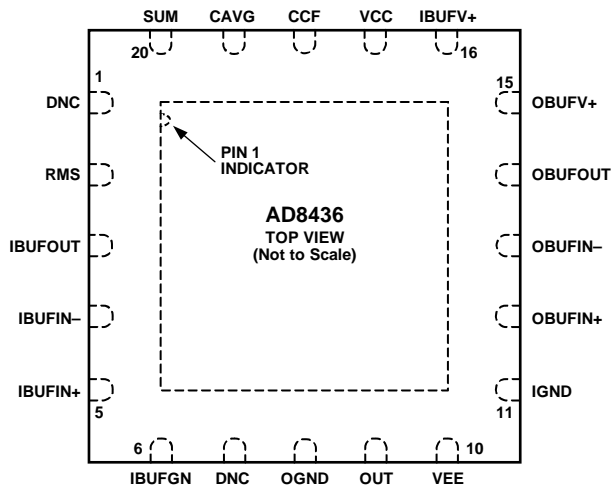 SUM CAVG CCF VCC IBUFV+
20 16
1 15
DNC OBUFV+
RMS OBUFOUT
PIN 1
INDICATOR
AD8436
TOP VIEW
(Not to Scale)
IBUFOUT OBUFIN–
IBUFIN– OBUFIN+
IBUFIN+ IGND
5 11
6 10
IBUFGN DNC OGND OUT VEE